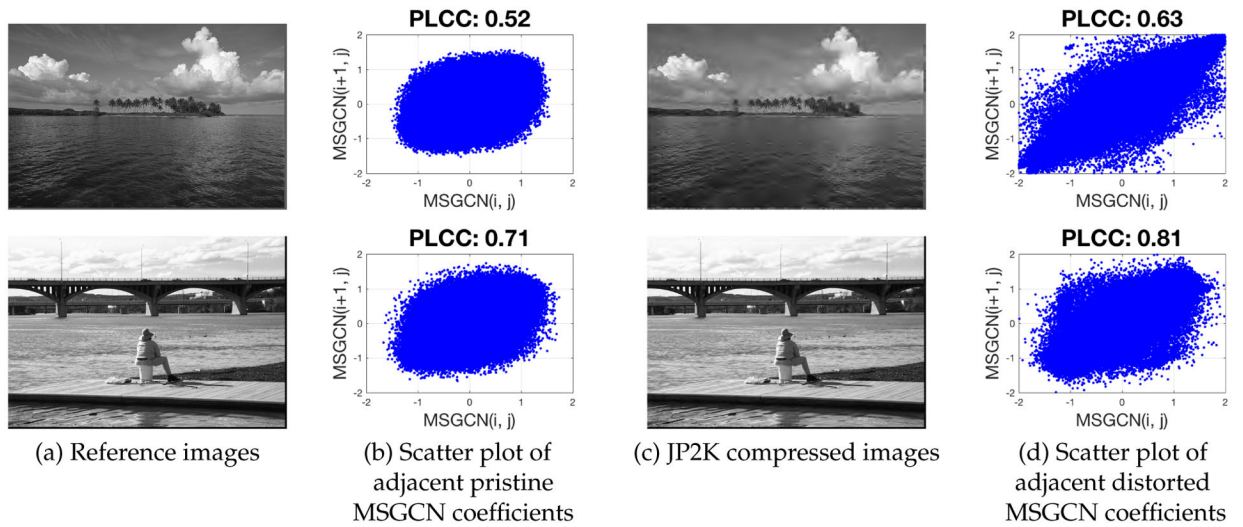 PLCC: 0.52
MSGCN(i+1, j)
2
1
0
-1
-2
-2
-1
0
1
2
MSGCN(i, j)
PLCC: 0.63
MSGCN(i+1, j)
2
1
0
-1
-2
-2
-1
0
1
2
MSGCN(i, j)
PLCC: 0.71
MSGCN(i+1, j)
2
1
0
-1
-2
-2
-1
0
1
2
MSGCN(i, j)
PLCC: 0.81
MSGCN(i+1, j)
2
1
0
-1
-2
-2
-1
0
1
2
MSGCN(i, j)
(a) Reference images
(b) Scatter plot of
adjacent pristine
MSGCN coefficients
(c) JP2K compressed images
(d) Scatter plot of
adjacent distorted
MSGCN coefficients